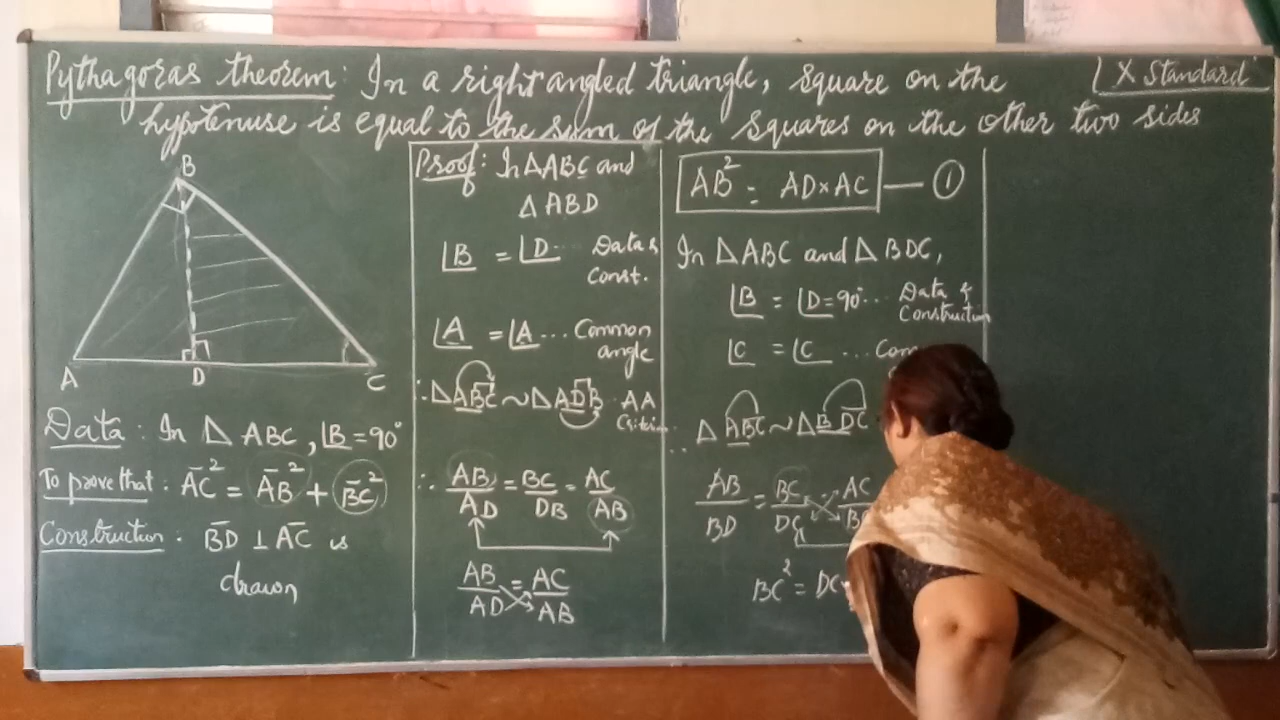 Pythagoras theorem: In a right angled triangle, square on the
X Standard
hypotenuse is equal to the sum of the squares on the other two sides
B
A D C
Data: In △ ABC, ∠B = 90°
To prove that: AC² = AB² + BC²
Construction: BD ⊥ AC is
drawn
Proof: In △ABC and
△ ABD
∠B = ∠D ... Data &
Const.
∠A = ∠A ... Common
angle
∴ △ABC ~ △ADB AA
∴ AB/AD = BC/DB = AC/AB
AB/AD = AC/AB
AB² = AD × AC — ①
In △ABC and △BDC,
∠B = ∠D = 90° ... Data &
Construction
∠C = ∠C ...
∴ △ ABC ~ △BDC
AB/BD = BC/DC = AC/
BC² = DC